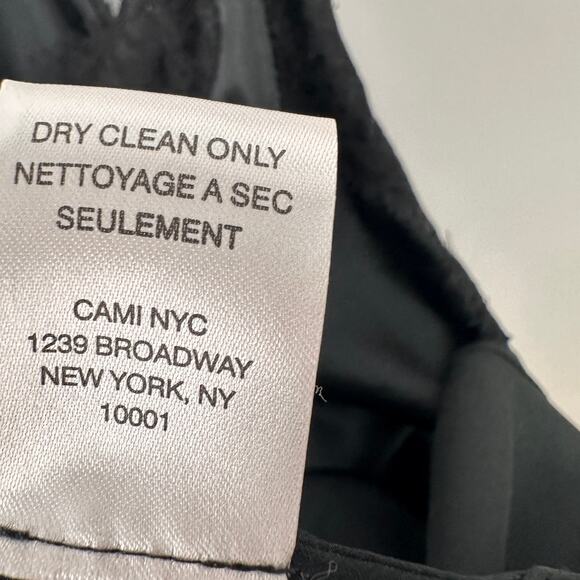 DRY CLEAN ONLY
NETTOYAGE A SEC
SEULEMENT
CAMI NYC
1239 BROADWAY
NEW YORK, NY
10001